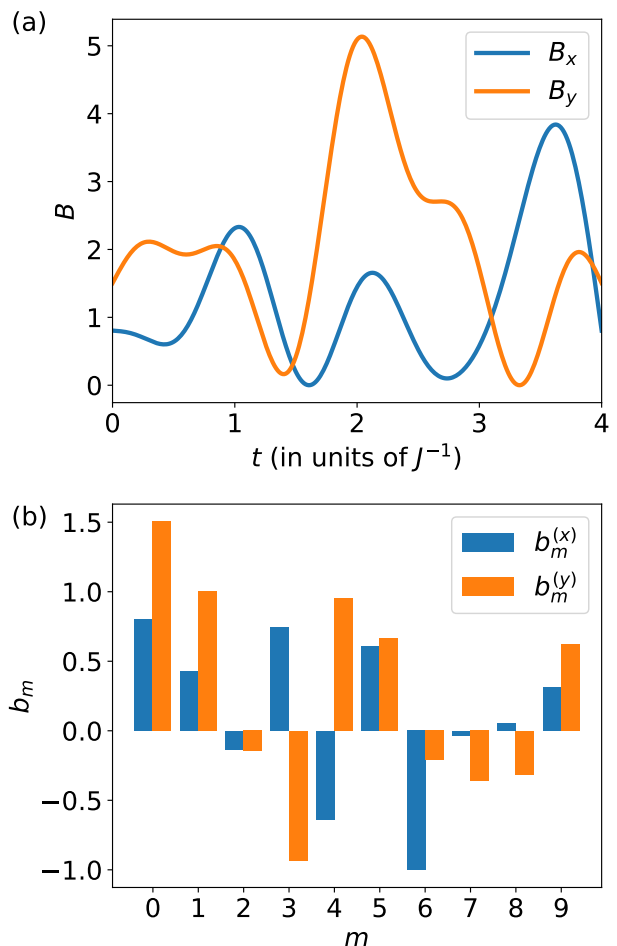 (a)
5
4
3
2
1
0
B
B_x
B_y
0 1 2 3 4
t (in units of J⁻¹)
(b)
1.5
1.0
0.5
0.0
−0.5
−1.0
b_m
b_m^(x)
b_m^(y)
0 1 2 3 4 5 6 7 8 9
m